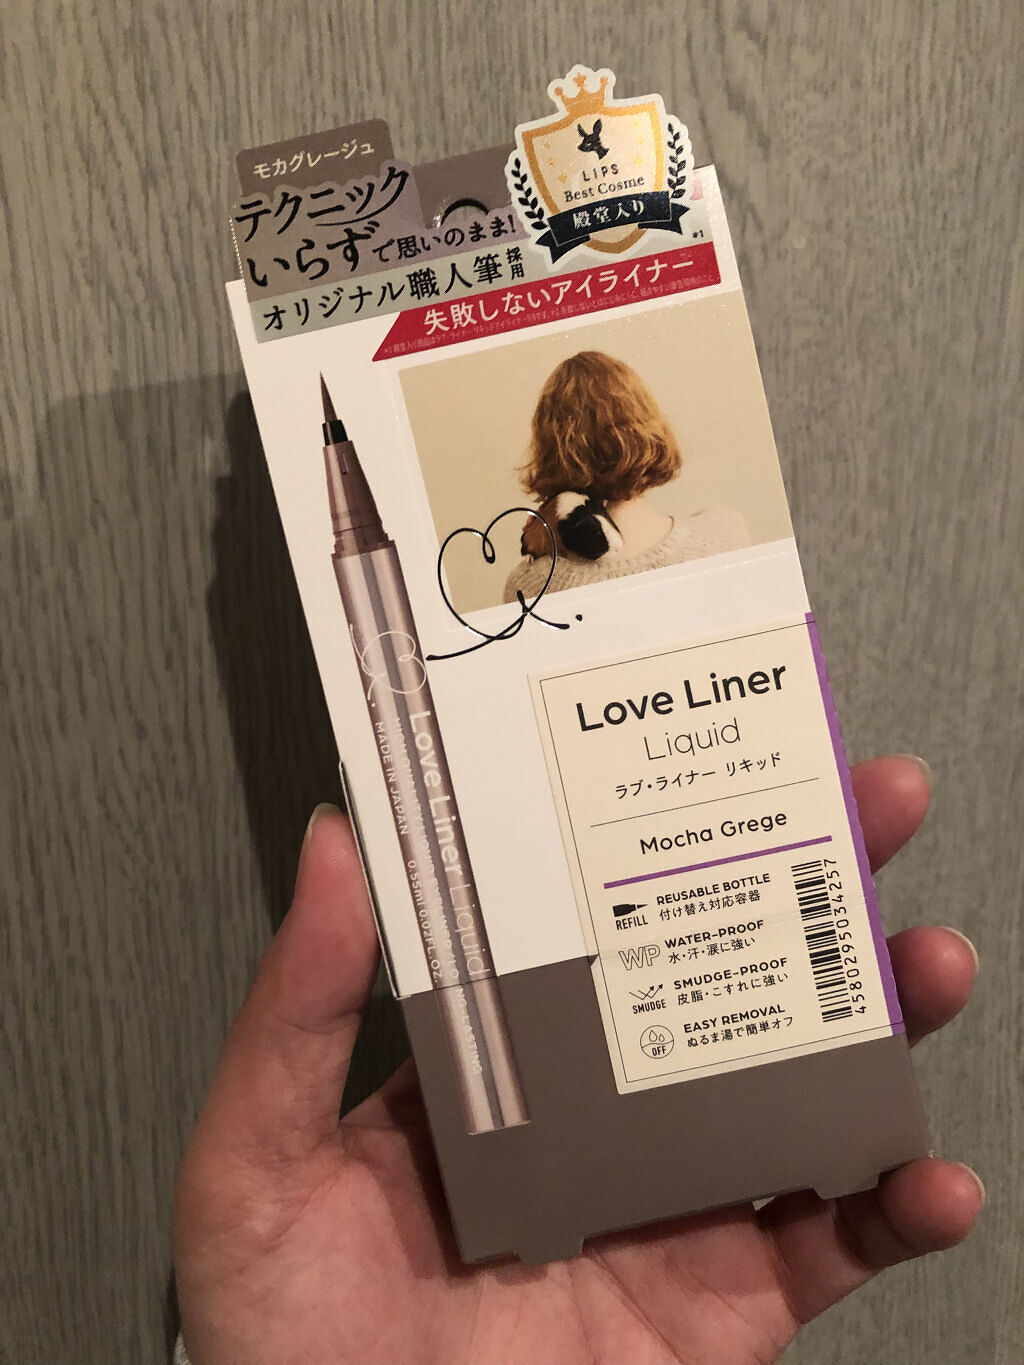 モカグレージュ
テクニック
いらずで思いのまま!
オリジナル職人筆採用
LIPS
Best Cosme
殿堂入り
*1
失敗しないアイライナー
Love Liner Liquid
MADE IN JAPAN 0.55ml 0.02FL.OZ.
Love Liner
Liquid
ラブ・ライナー リキッド
Mocha Grege
REFILL
REUSABLE BOTTLE
付け替え対応容器
WP
WATER-PROOF
水・汗・涙に強い
SMUDGE
SMUDGE-PROOF
皮脂・こすれに強い
OFF
EASY REMOVAL
ぬるま湯で簡単オフ
4580295034257